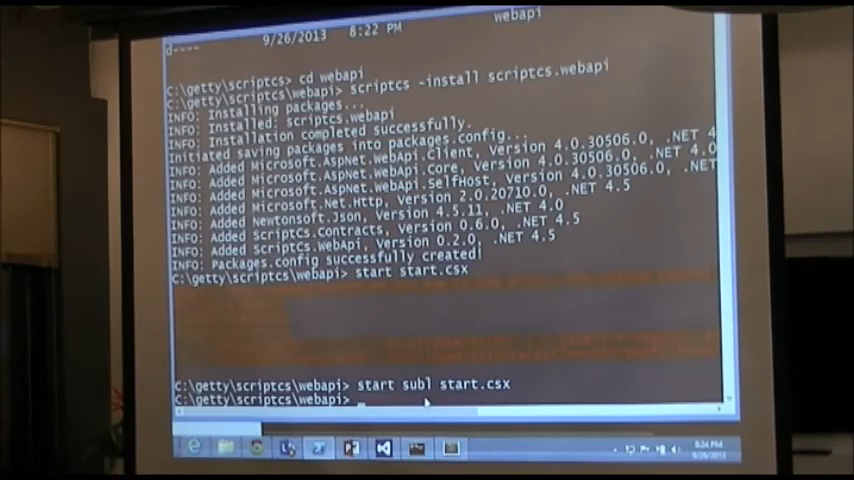 d----          9/26/2013     8:22 PM                webapi
C:\getty\scriptcs> cd webapi
C:\getty\scriptcs\webapi> scriptcs -install scriptcs.webapi
INFO: Installing packages...
INFO: Installed: scriptcs.webapi
INFO: Installation completed successfully.
Initiated saving packages into packages.config...
INFO: Added Microsoft.AspNet.WebApi.Client, Version 4.0.30506.0, .NET 4
INFO: Added Microsoft.AspNet.WebApi.Core, Version 4.0.30506.0, .NET 4.0
INFO: Added Microsoft.AspNet.WebApi.SelfHost, Version 4.0.30506.0, .NET
INFO: Added Microsoft.Net.Http, Version 2.0.20710.0, .NET 4.5
INFO: Added Newtonsoft.Json, Version 4.5.11, .NET 4.0
INFO: Added ScriptCs.Contracts, Version 0.6.0, .NET 4.5
INFO: Added ScriptCs.WebApi, Version 0.2.0, .NET 4.5
INFO: Packages.config successfully created!
C:\getty\scriptcs\webapi> start start.csx
C:\getty\scriptcs\webapi> start subl start.csx
C:\getty\scriptcs\webapi> _
8:24 PM
9/26/2013